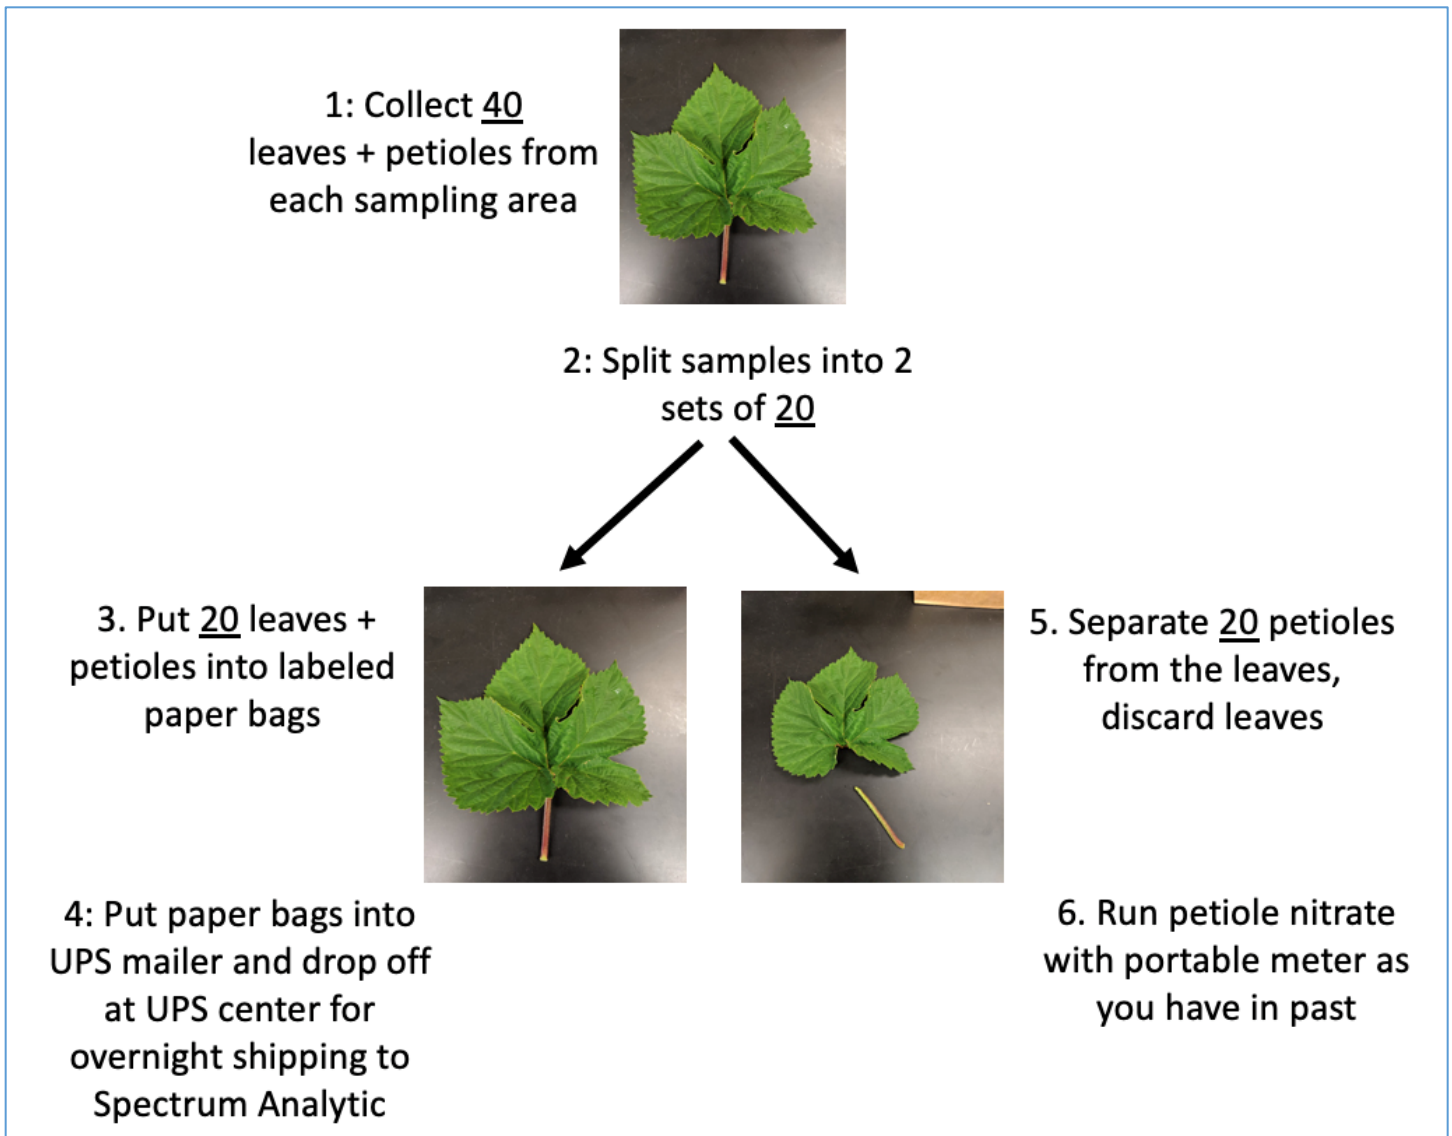 1: Collect 40
leaves + petioles from
each sampling area
2: Split samples into 2
sets of 20
3. Put 20 leaves +
petioles into labeled
paper bags
4: Put paper bags into
UPS mailer and drop off
at UPS center for
overnight shipping to
Spectrum Analytic
5. Separate 20 petioles
from the leaves,
discard leaves
6. Run petiole nitrate
with portable meter as
you have in past